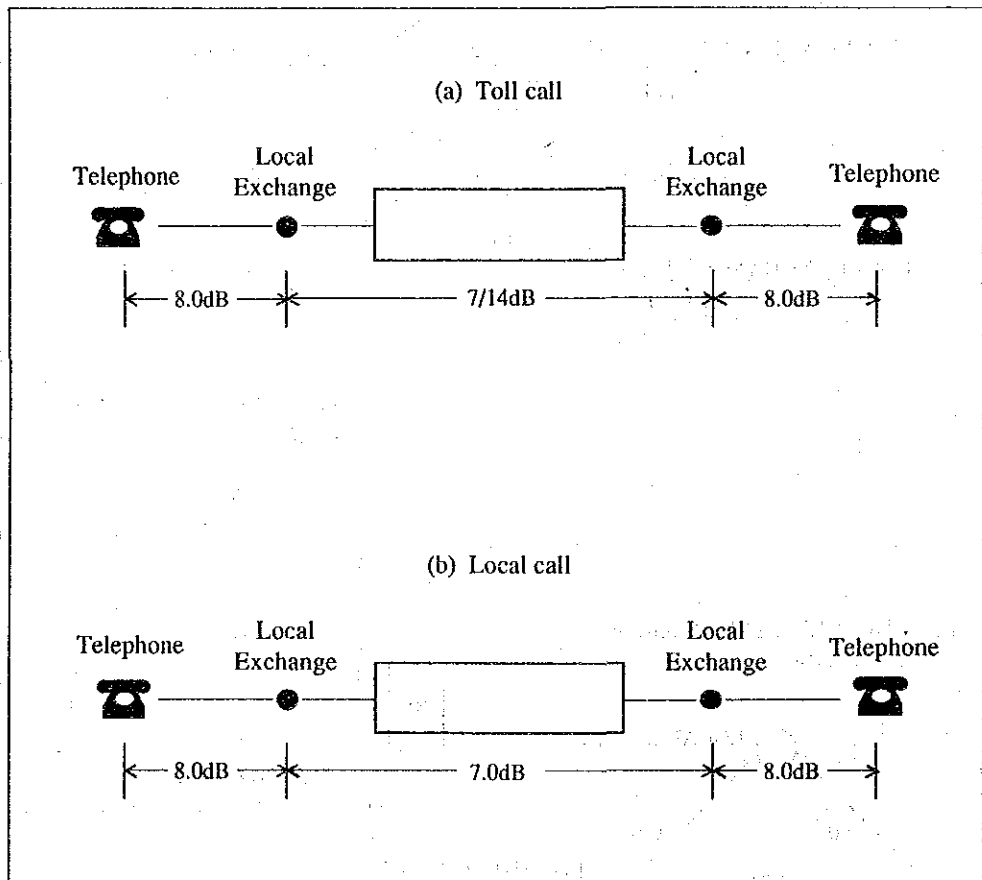 (a) Toll call
Telephone
Local
Exchange
Local
Exchange
Telephone
8.0dB
7/14dB
8.0dB
(b) Local call
Telephone
Local
Exchange
Local
Exchange
Telephone
8.0dB
7.0dB
8.0dB